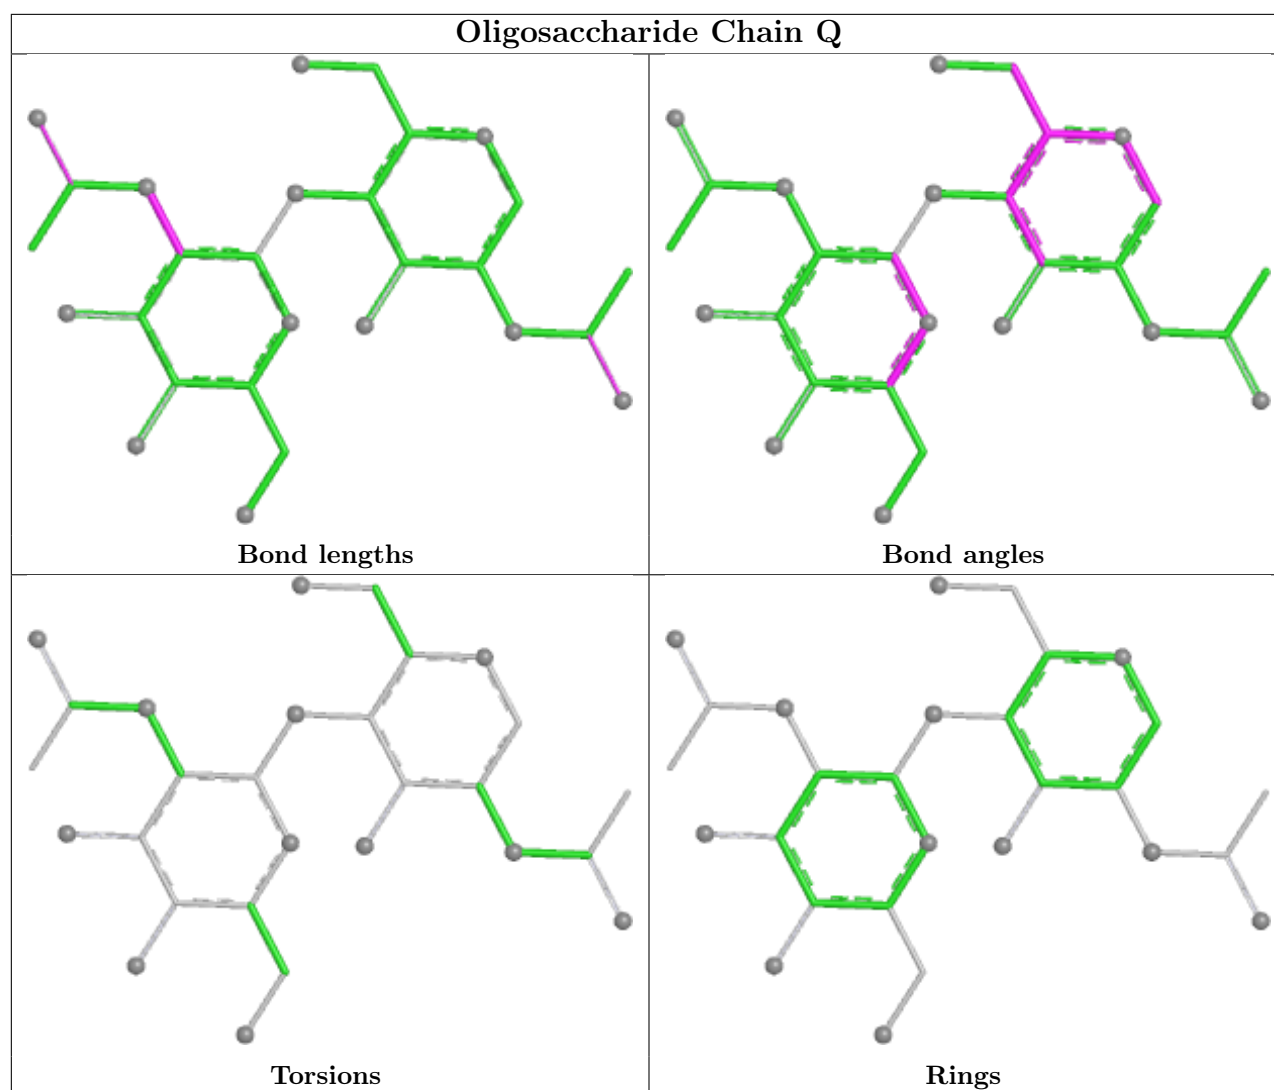 Oligosaccharide Chain Q
Bond lengths
Bond angles
Torsions
Rings